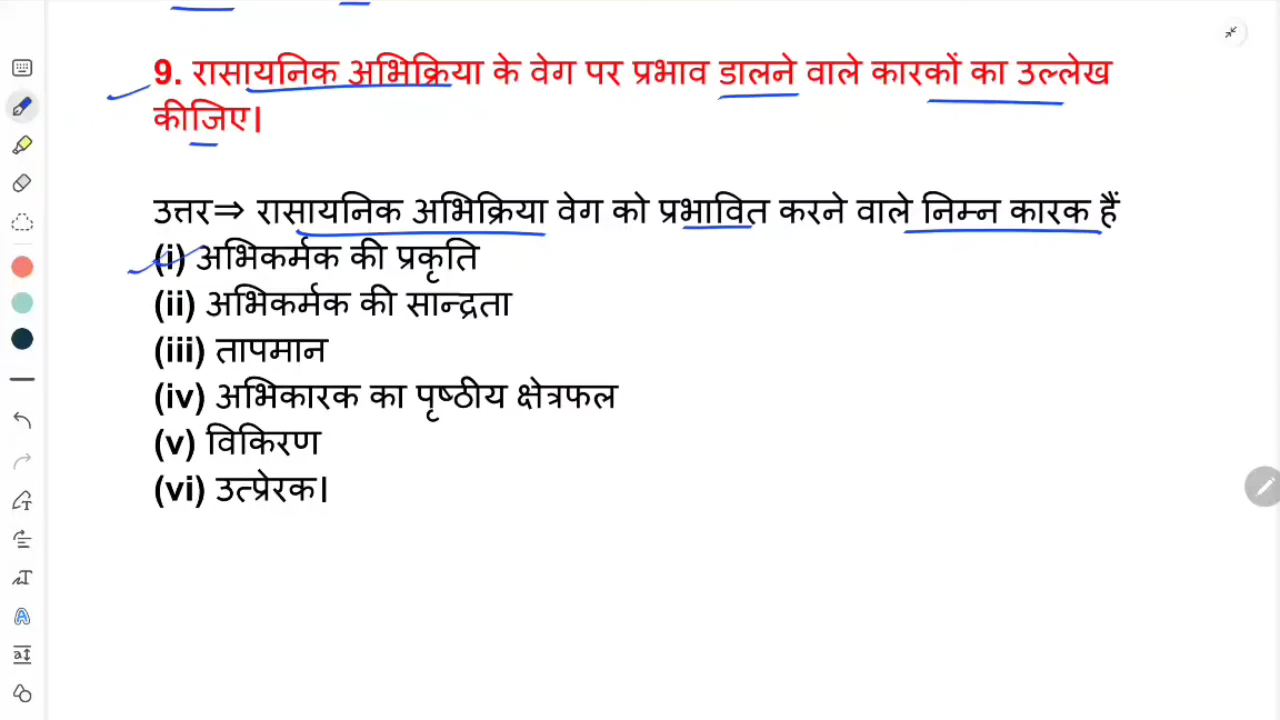 9. रासायनिक अभिक्रिया के वेग पर प्रभाव डालने वाले कारकों का उल्लेख
कीजिए।
उत्तर⇒ रासायनिक अभिक्रिया वेग को प्रभावित करने वाले निम्न कारक हैं
(i) अभिकर्मक की प्रकृति
(ii) अभिकर्मक की सान्द्रता
(iii) तापमान
(iv) अभिकारक का पृष्ठीय क्षेत्रफल
(v) विकिरण
(vi) उत्प्रेरक।